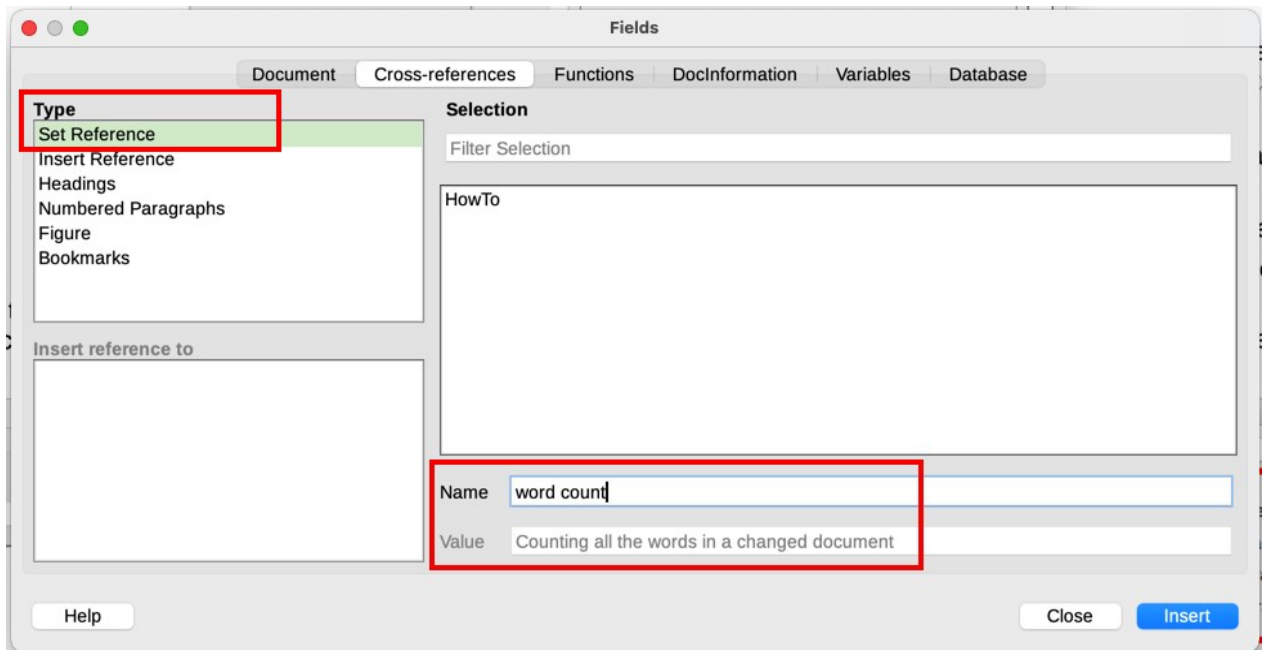 Fields
Document Cross-references Functions DocInformation Variables Database
Type
Set Reference
Insert Reference
Headings
Numbered Paragraphs
Figure
Bookmarks
Insert reference to
Selection
Filter Selection
HowTo
Name word count
Value Counting all the words in a changed document
Help Close Insert